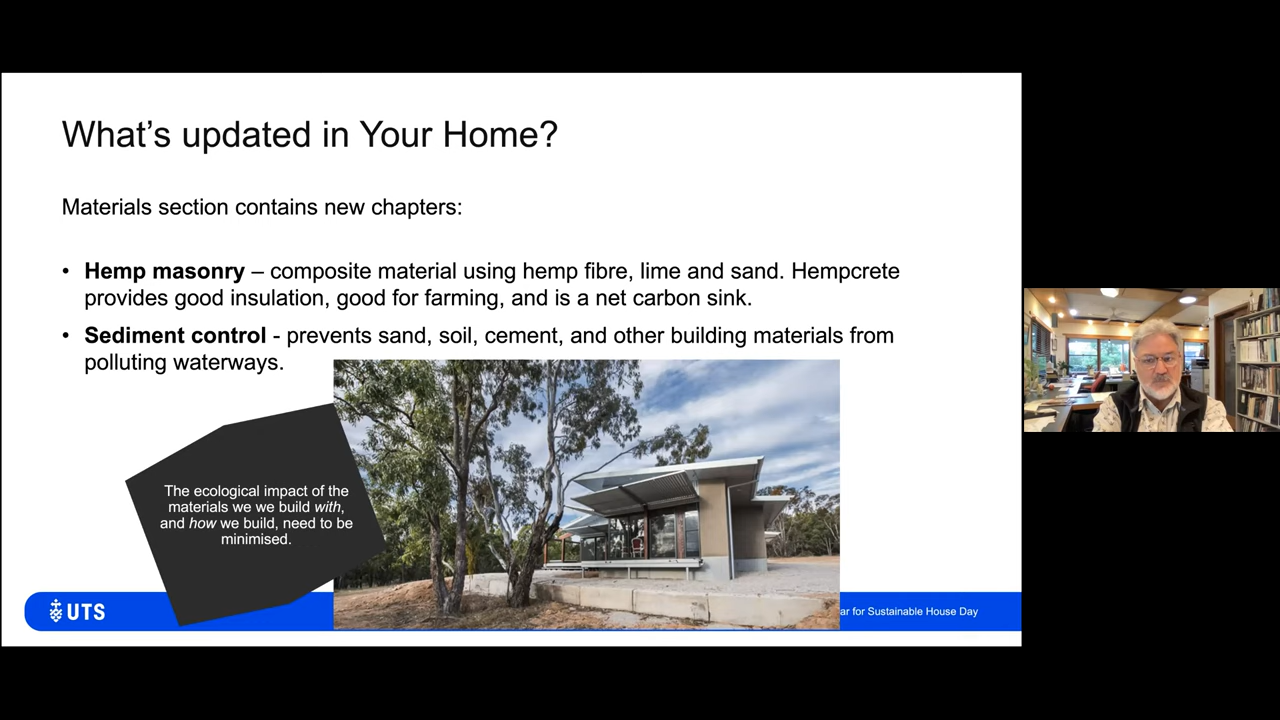 What's updated in Your Home?
Materials section contains new chapters:
• Hemp masonry – composite material using hemp fibre, lime and sand. Hempcrete
provides good insulation, good for farming, and is a net carbon sink.
• Sediment control - prevents sand, soil, cement, and other building materials from
polluting waterways.
The ecological impact of the
materials we we build with,
and how we build, need to be
minimised.
UTS
for Sustainable House Day